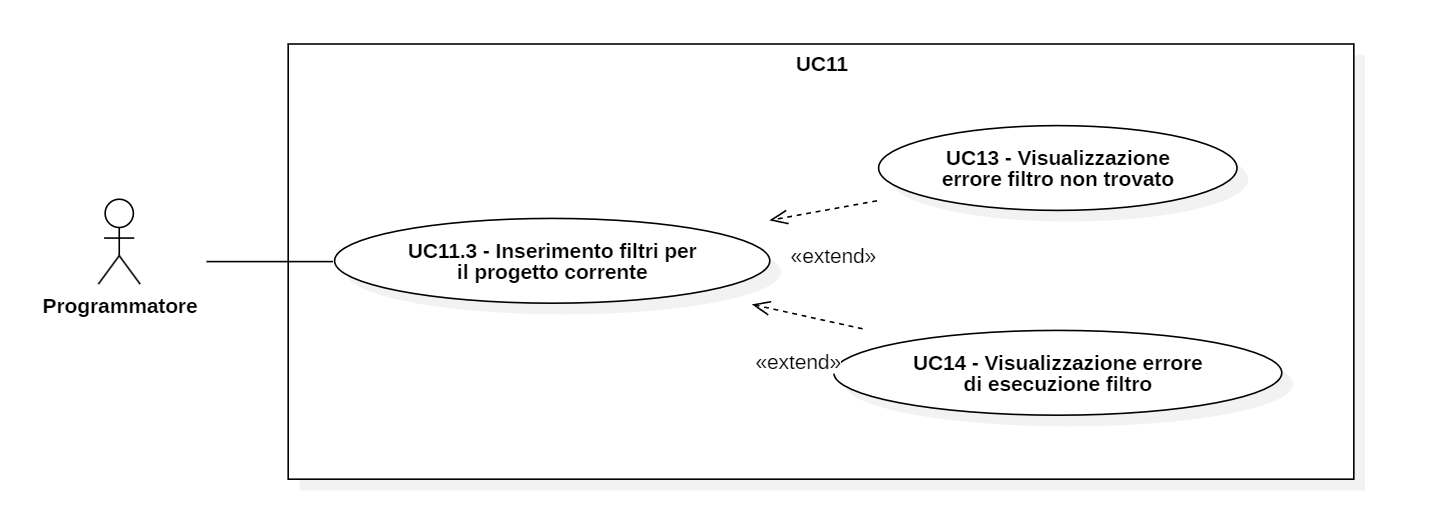 UC11
UC13 - Visualizzazione
errore filtro non trovato
UC11.3 - Inserimento filtri per
il progetto corrente
«extend»
Programmatore
«extend»
UC14 - Visualizzazione errore
di esecuzione filtro